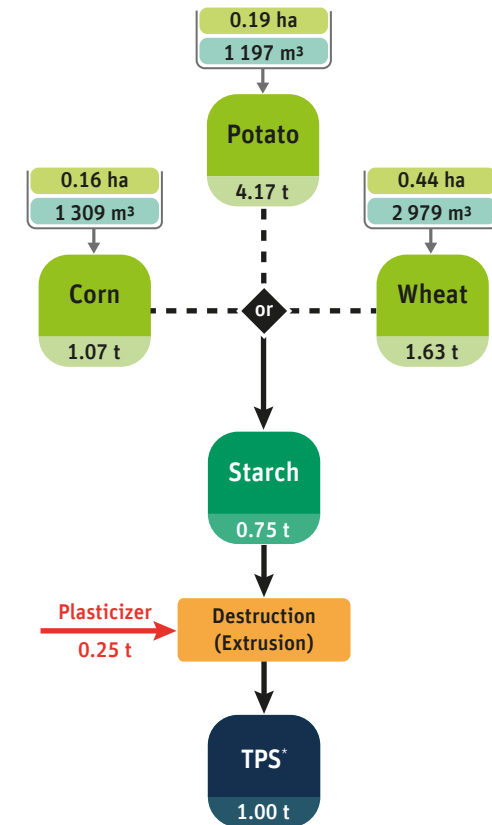 0.19 ha
1 197 m³
Potato
4.17 t
0.16 ha
1 309 m³
Corn
1.07 t
0.44 ha
2 979 m³
Wheat
1.63 t
or
Starch
0.75 t
Plasticizer
0.25 t
Destruction
(Extrusion)
TPS*
1.00 t